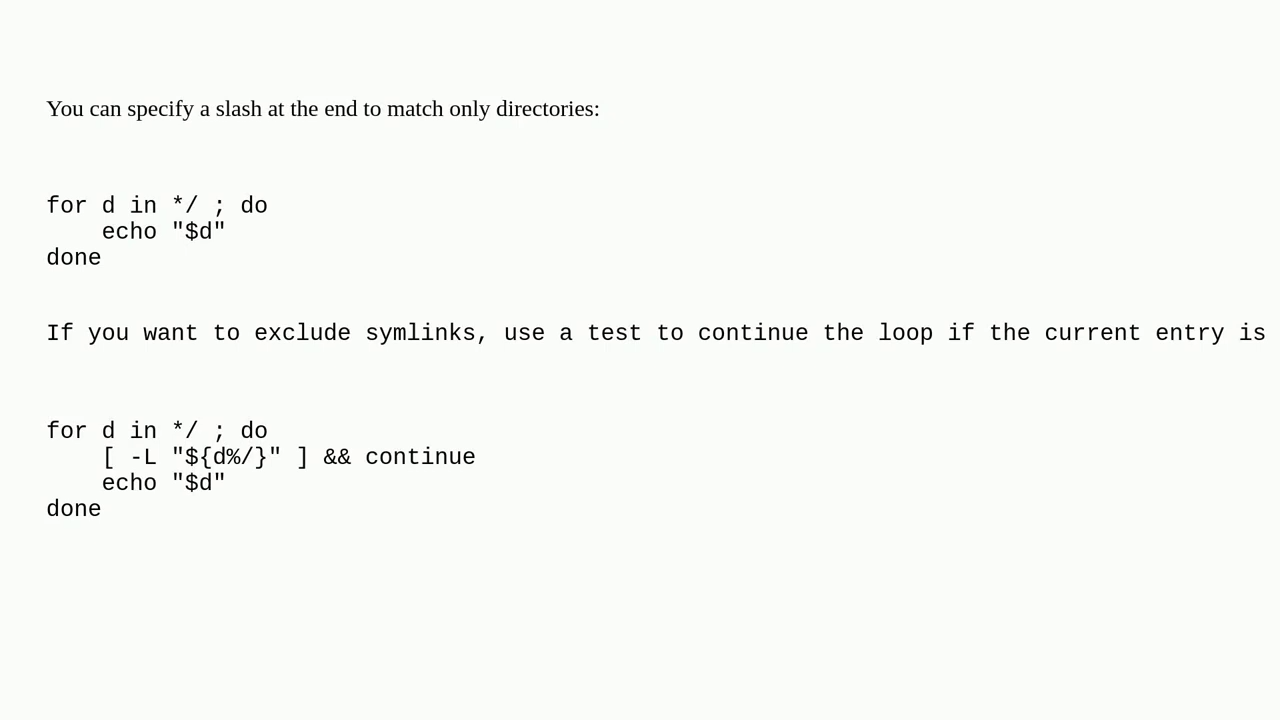 You can specify a slash at the end to match only directories:
for d in */ ; do
    echo "$d"
done
If you want to exclude symlinks, use a test to continue the loop if the current entry is
for d in */ ; do
    [ -L "${d%/}" ] && continue
    echo "$d"
done